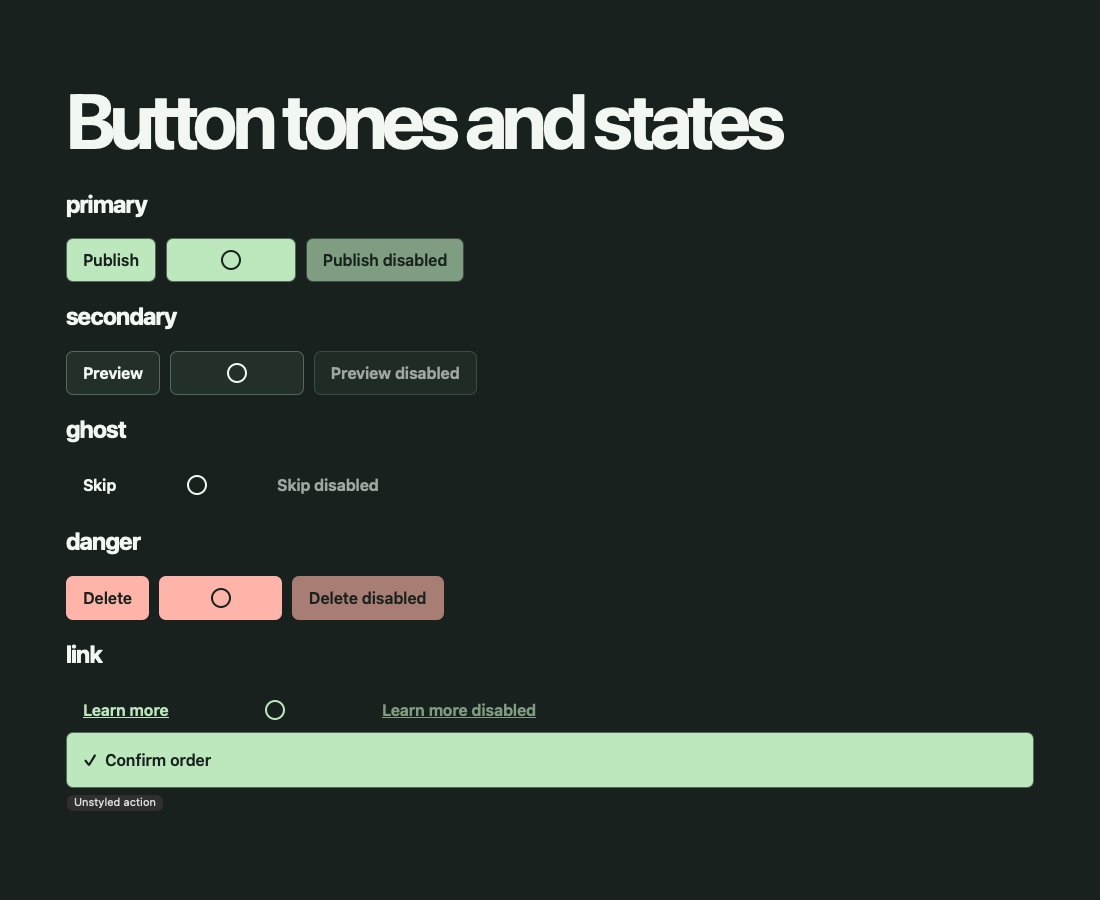 Button tones and states
primary
Publish
Publish disabled
secondary
Preview
Preview disabled
ghost
Skip
Skip disabled
danger
Delete
Delete disabled
link
Learn more
Learn more disabled
✓ Confirm order
Unstyled action